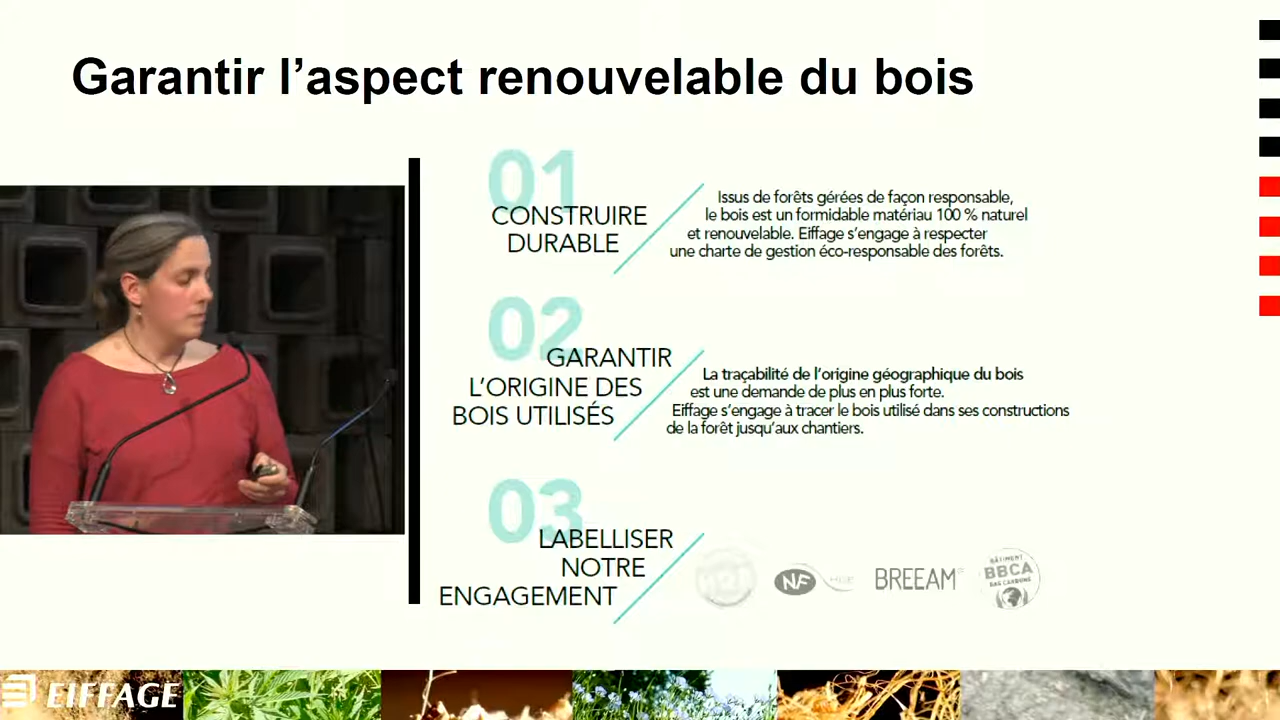 Garantir l’aspect renouvelable du bois
01
CONSTRUIRE
DURABLE
Issus de forêts gérées de façon responsable,
le bois est un formidable matériau 100 % naturel
et renouvelable. Eiffage s’engage à respecter
une charte de gestion éco-responsable des forêts.
02
GARANTIR
L’ORIGINE DES
BOIS UTILISÉS
La traçabilité de l’origine géographique du bois
est une demande de plus en plus forte.
Eiffage s’engage à tracer le bois utilisé dans ses constructions
de la forêt jusqu’aux chantiers.
03
LABELLISER
NOTRE
ENGAGEMENT
NF HQE
BREEAM
BÂTIMENT
BBCA
BAS CARBONE
EIFFAGE